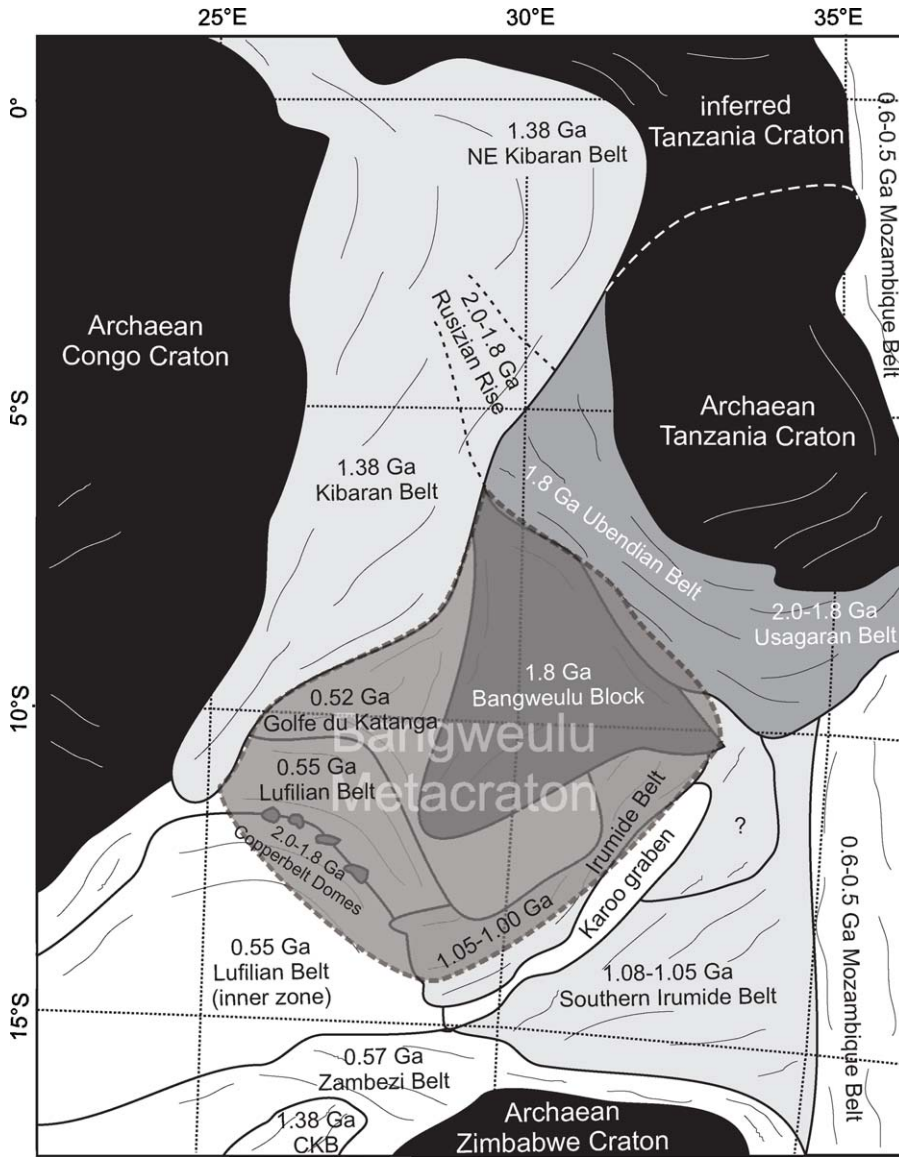 25°E
30°E
35°E
0°
5°S
10°S
15°S
inferred
Tanzania Craton
0.6-0.5 Ga Mozambique Belt
1.38 Ga
NE Kibaran Belt
2.0-1.8 Ga
Rusizian Rise
Archaean
Congo Craton
Archaean
Tanzania Craton
1.38 Ga
Kibaran Belt
1.8 Ga Ubendian Belt
2.0-1.8 Ga
Usagaran Belt
1.8 Ga
Bangweulu Block
0.52 Ga
Golfe du Katanga
Bangweulu
Metacraton
0.55 Ga
Lufilian Belt
2.0-1.8 Ga
Copperbelt Domes
1.05-1.00 Ga
Irumide Belt
Karoo graben
?
0.6-0.5 Ga Mozambique Belt
0.55 Ga
Lufilian Belt
(inner zone)
1.08-1.05 Ga
Southern Irumide Belt
0.57 Ga
Zambezi Belt
1.38 Ga
CKB
Archaean
Zimbabwe Craton